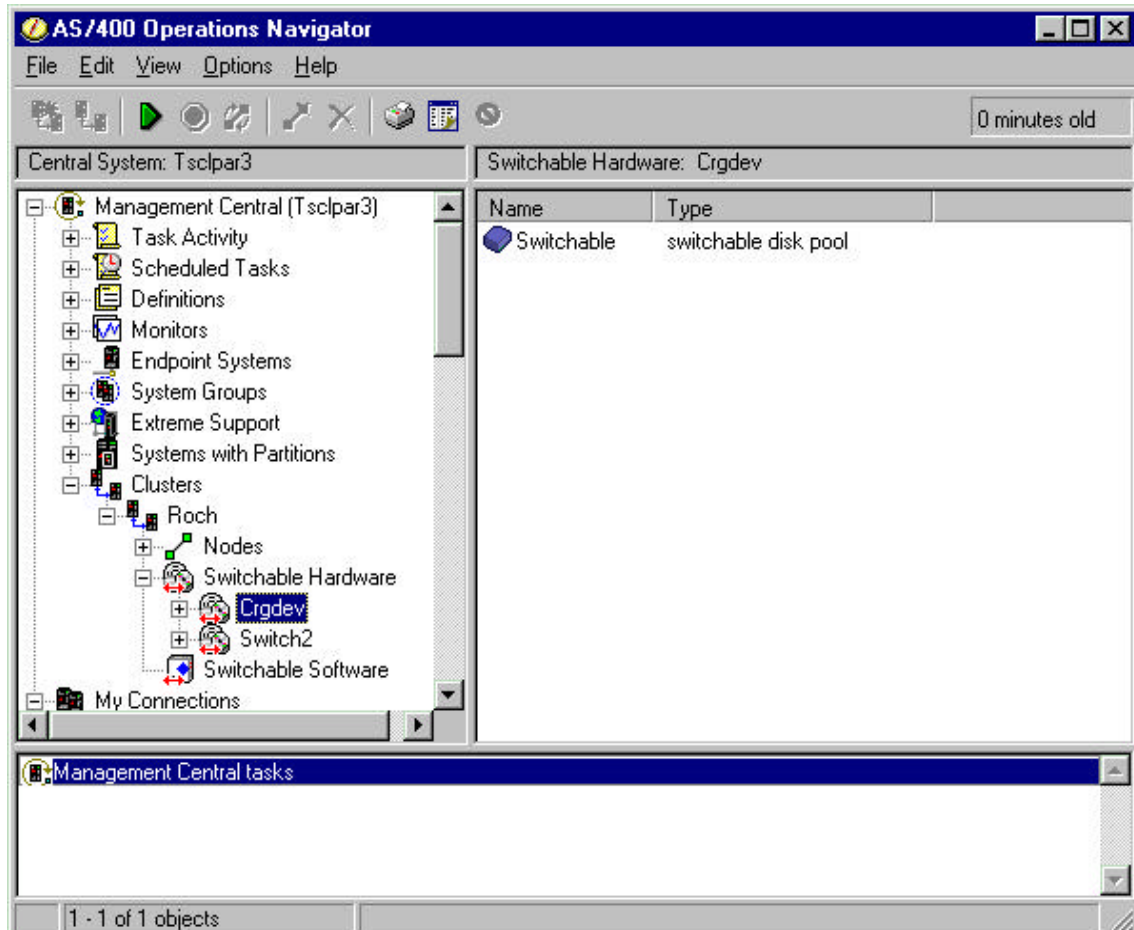 AS/400 Operations Navigator
File Edit View Options Help
0 minutes old
Central System: Tsclpar3
Switchable Hardware: Crgdev
Management Central (Tsclpar3)
Task Activity
Scheduled Tasks
Definitions
Monitors
Endpoint Systems
System Groups
Extreme Support
Systems with Partitions
Clusters
Roch
Nodes
Switchable Hardware
Crgdev
Switch2
Switchable Software
My Connections
Name Type
Switchable switchable disk pool
Management Central tasks
1 - 1 of 1 objects